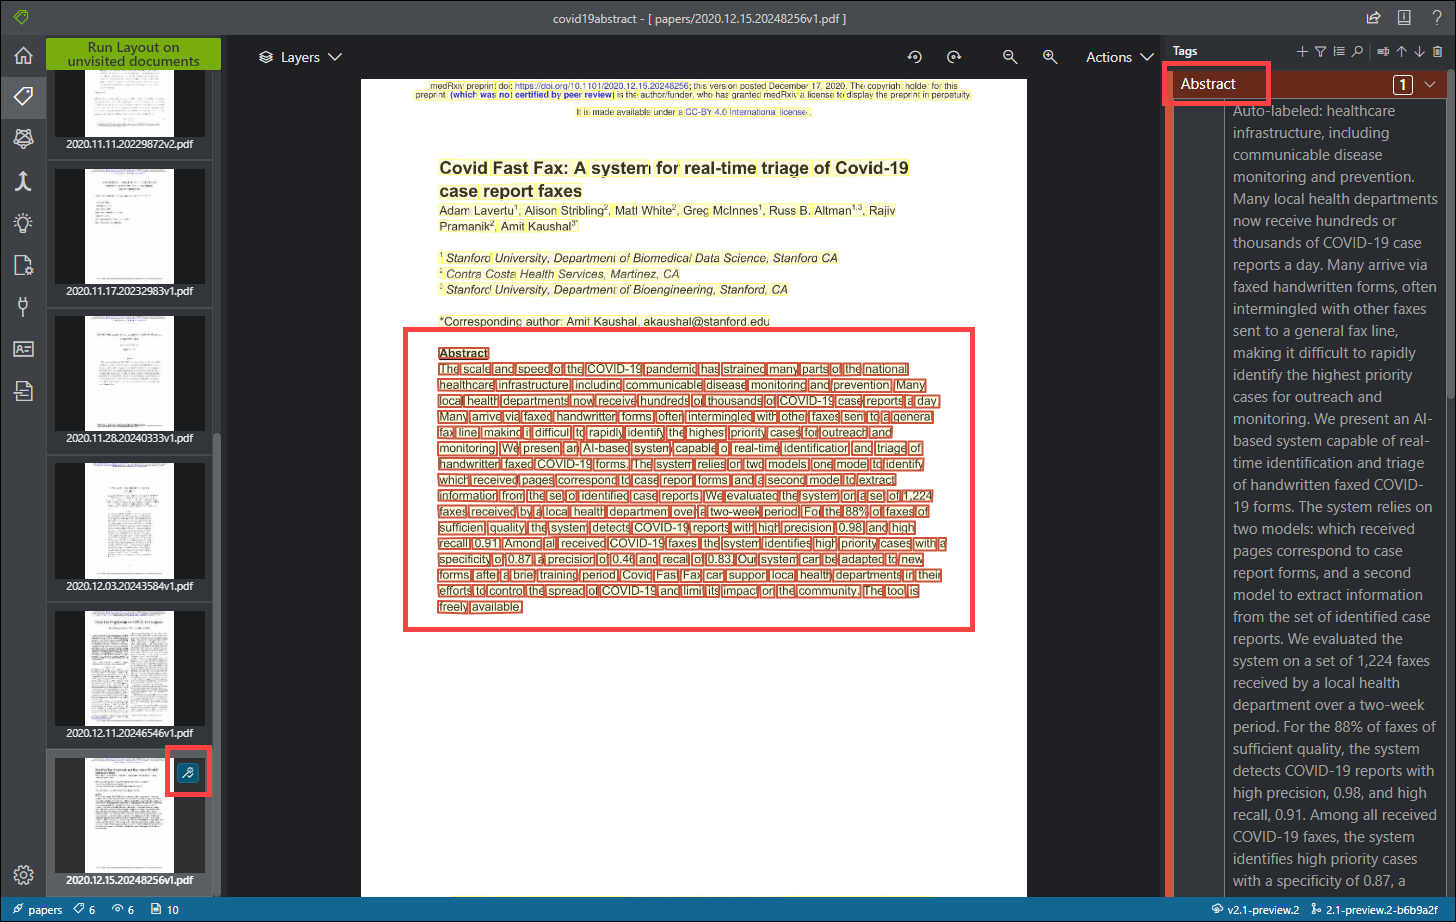 covid19abstract - [ papers/2020.12.15.20248256v1.pdf ]
Run Layout on
unvisited documents
2020.11.11.20229872v2.pdf
2020.11.17.20232983v1.pdf
2020.11.28.20240333v1.pdf
2020.12.03.20243584v1.pdf
2020.12.11.20246546v1.pdf
2020.12.15.20248256v1.pdf
Layers
Actions
medRxiv preprint doi: https://doi.org/10.1101/2020.12.15.20248256; this version posted December 17, 2020. The copyright holder for this
preprint (which was not certified by peer review) is the author/funder, who has granted medRxiv a license to display the preprint in perpetuity.
It is made available under a CC-BY 4.0 International license .
Covid Fast Fax: A system for real-time triage of Covid-19
case report faxes
Adam Lavertu1, Alison Stribling2, Matt White2, Greg McInnes1, Russ B. Altman1,3, Rajiv
Pramanik2, Amit Kaushal3*
1 Stanford University, Department of Biomedical Data Science, Stanford CA
2 Contra Costa Health Services, Martinez, CA
3 Stanford University, Department of Bioengineering, Stanford, CA
*Corresponding author: Amit Kaushal, akaushal@stanford.edu
Abstract
The scale and speed of the COVID-19 pandemic has strained many parts of the national
healthcare infrastructure, including communicable disease monitoring and prevention. Many
local health departments now receive hundreds or thousands of COVID-19 case reports a day.
Many arrive via faxed handwritten forms, often intermingled with other faxes sent to a general
fax line, making it difficult to rapidly identify the highest priority cases for outreach and
monitoring. We present an AI-based system capable of real-time identification and triage of
handwritten faxed COVID-19 forms. The system relies on two models: one model to identify
which received pages correspond to case report forms, and a second model to extract
information from the set of identified case reports. We evaluated the system on a set of 1,224
faxes received by a local health department over a two-week period. For the 88% of faxes of
sufficient quality, the system detects COVID-19 reports with high precision, 0.98, and high
recall, 0.91. Among all received COVID-19 faxes, the system identifies high priority cases with a
specificity of 0.87, a precision of 0.46 and recall of 0.83. Our system can be adapted to new
forms, after a brief training period. Covid Fast Fax can support local health departments in their
efforts to control the spread of COVID-19 and limit its impact on the community. The tool is
freely available.
Tags
Abstract
1
Auto-labeled: healthcare
infrastructure, including
communicable disease
monitoring and prevention.
Many local health departments
now receive hundreds or
thousands of COVID-19 case
reports a day. Many arrive via
faxed handwritten forms, often
intermingled with other faxes
sent to a general fax line,
making it difficult to rapidly
identify the highest priority
cases for outreach and
monitoring. We present an AI-
based system capable of real-
time identification and triage
of handwritten faxed COVID-
19 forms. The system relies on
two models: which received
pages correspond to case
report forms, and a second
model to extract information
from the set of identified case
reports. We evaluated the
system on a set of 1,224 faxes
received by a local health
department over a two-week
period. For the 88% of faxes of
sufficient quality, the system
detects COVID-19 reports with
high precision, 0.98, and high
recall, 0.91. Among all received
COVID-19 faxes, the system
identifies high priority cases
with a specificity of 0.87, a
papers
6
6
10
v2.1-preview.2
2.1-preview.2-b6b9a2f